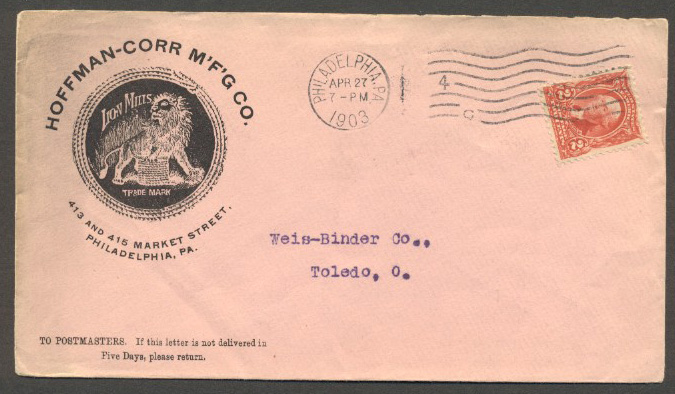 HOFFMAN-CORR M'F'G CO.
LION MILLS
TRADE MARK
413 AND 415 MARKET STREET,
PHILADELPHIA, PA.
PHILADELPHIA, PA.
APR 27
7 - PM
1903
4
C
2 2
Weis-Binder Co.,
Toledo, O.
TO POSTMASTERS. If this letter is not delivered in
Five Days, please return.